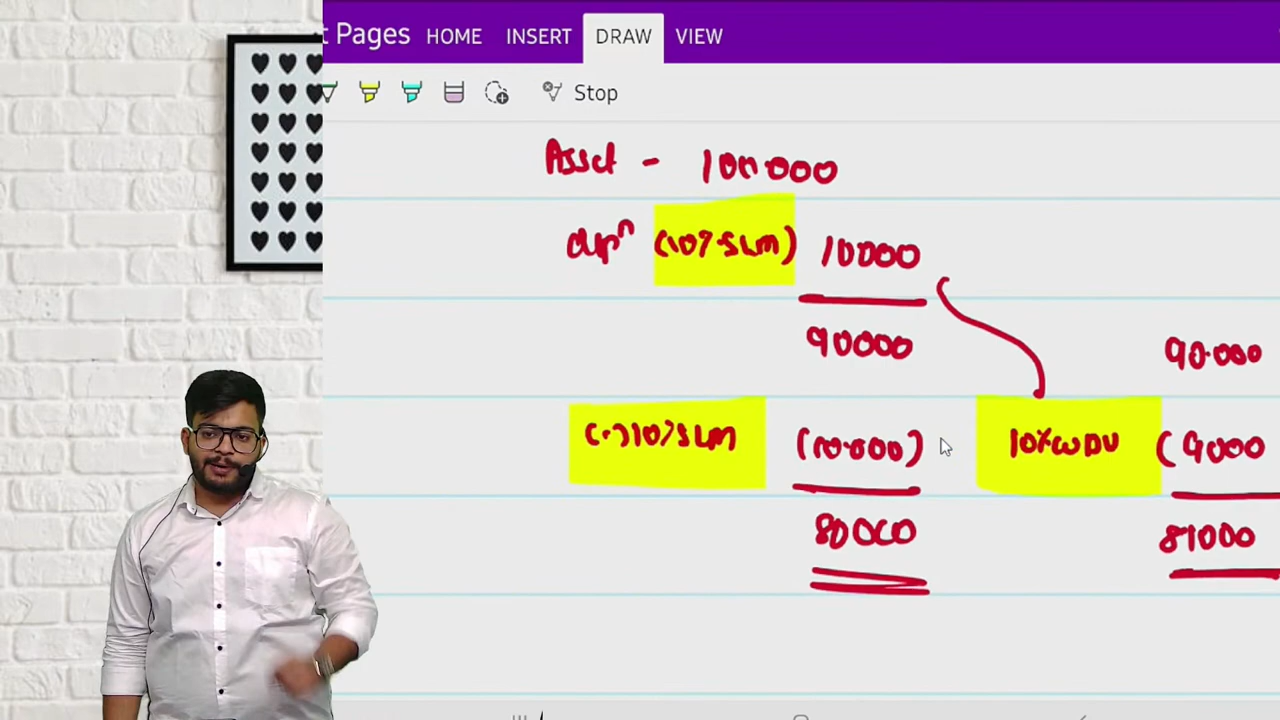 t Pages HOME INSERT DRAW VIEW
Stop
Asset - 100000
dpn (10% SLM) 10000
90000 90000
(-) 10% SLM (10000) 10% WDV (9000
80000 81000